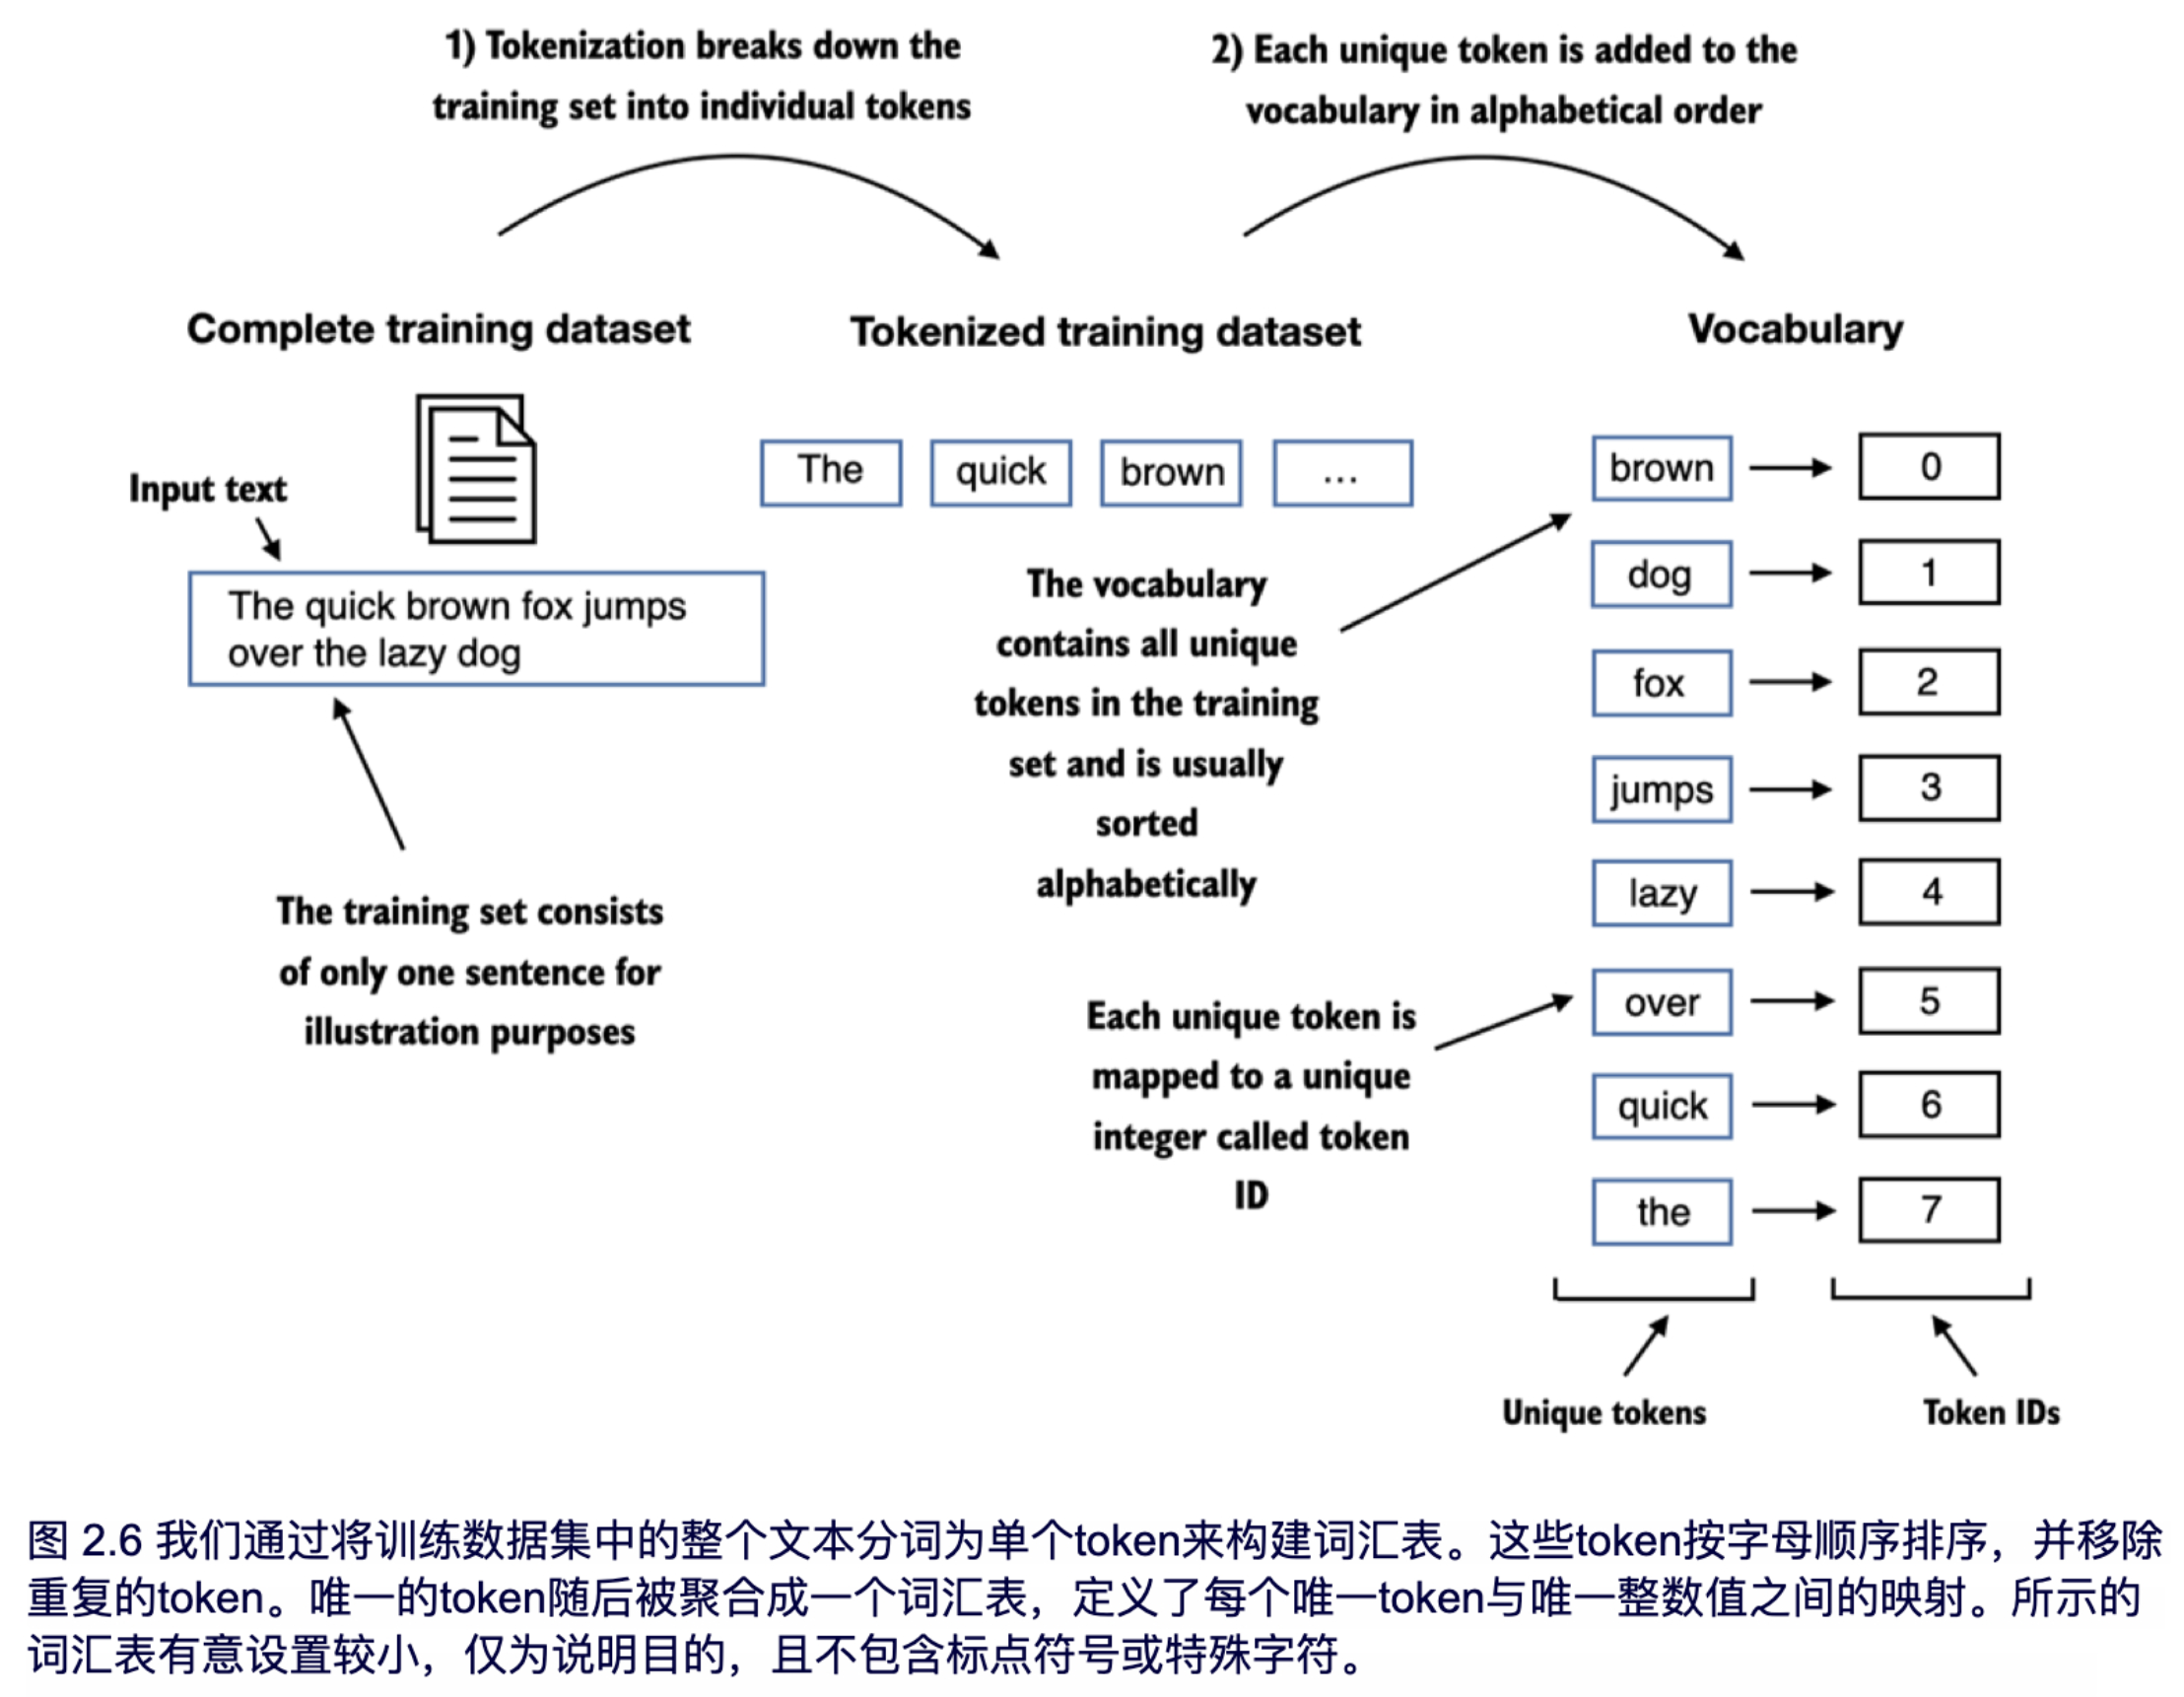 1) Tokenization breaks down the
training set into individual tokens
2) Each unique token is added to the
vocabulary in alphabetical order
Complete training dataset
Tokenized training dataset
Vocabulary
Input text
The quick brown fox jumps
over the lazy dog
The training set consists
of only one sentence for
illustration purposes
The
quick
brown
...
The vocabulary
contains all unique
tokens in the training
set and is usually
sorted
alphabetically
Each unique token is
mapped to a unique
integer called token
ID
brown
0
dog
1
fox
2
jumps
3
lazy
4
over
5
quick
6
the
7
Unique tokens
Token IDs
图 2.6 我们通过将训练数据集中的整个文本分词为单个token来构建词汇表。这些token按字母顺序排序，并移除
重复的token。唯一的token随后被聚合成一个词汇表，定义了每个唯一token与唯一整数值之间的映射。所示的
词汇表有意设置较小，仅为说明目的，且不包含标点符号或特殊字符。